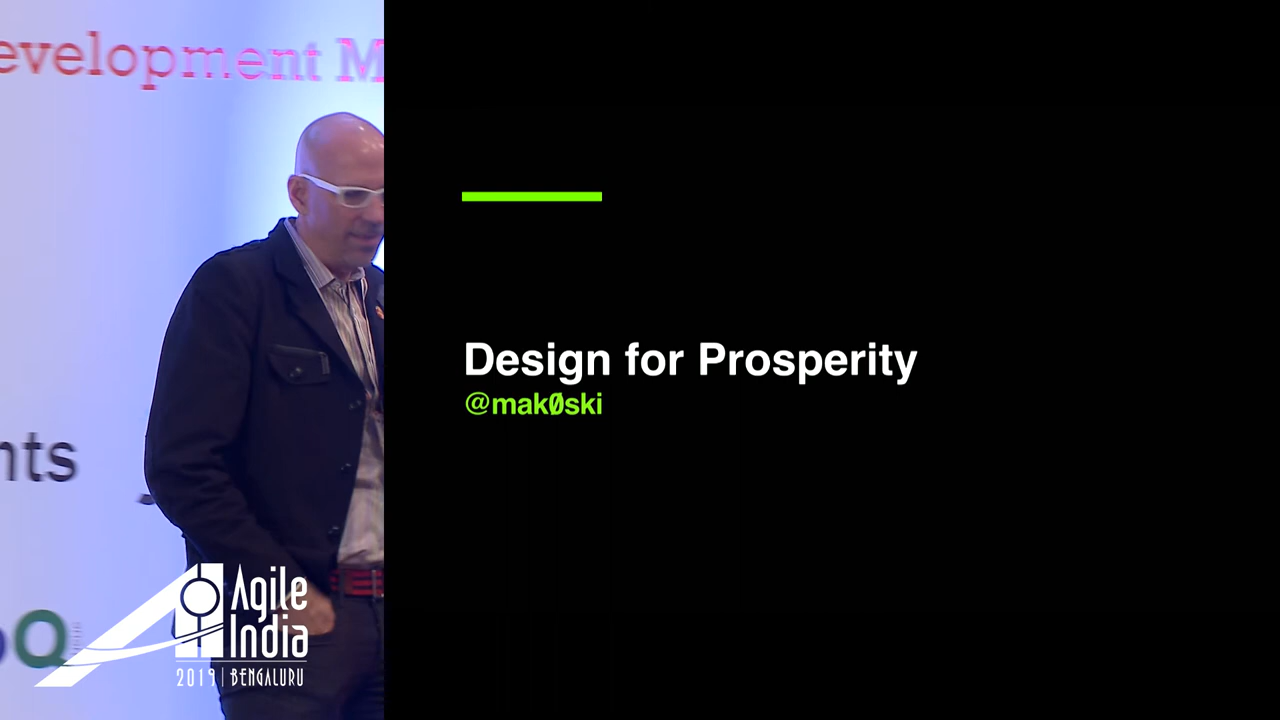 evelopment M
Design for Prosperity
@mak0ski
nts
Q
Agile
India
2019 | BENGALURU